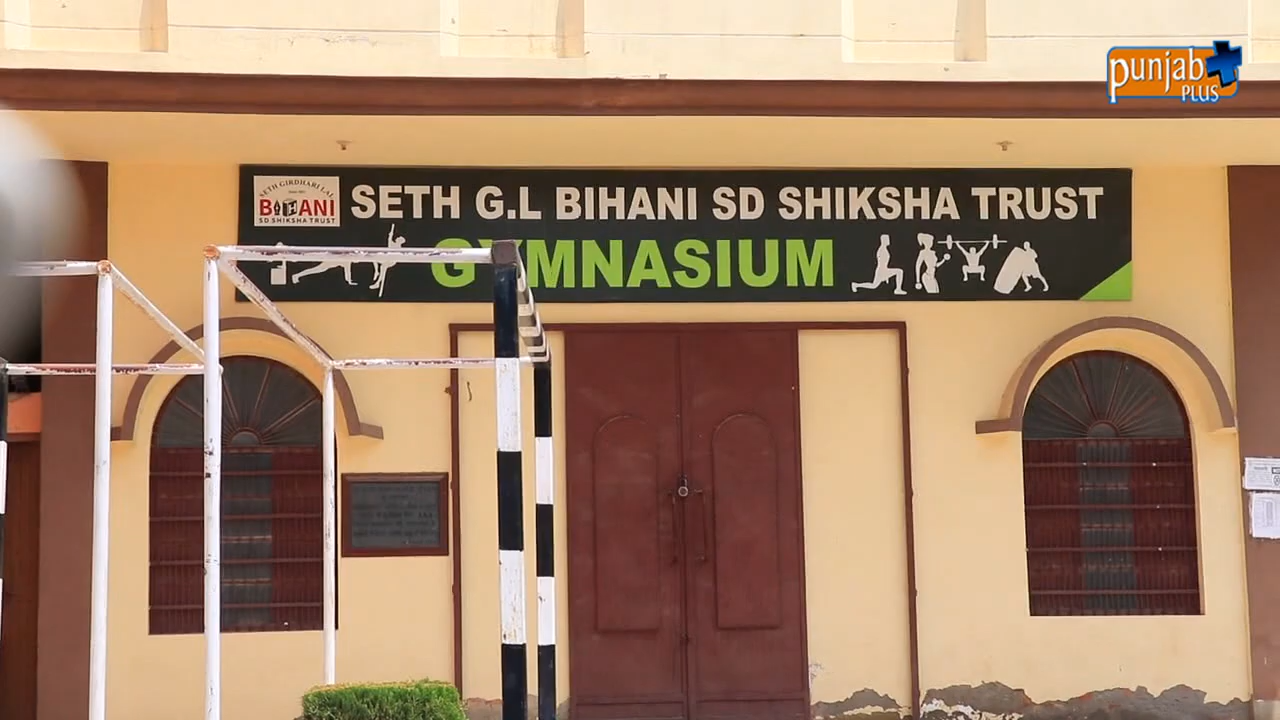 punjab
PLUS
SETH GIRDHARI LAL
BIHANI
SD SHIKSHA TRUST
SETH G.L BIHANI SD SHIKSHA TRUST
GYMNASIUM